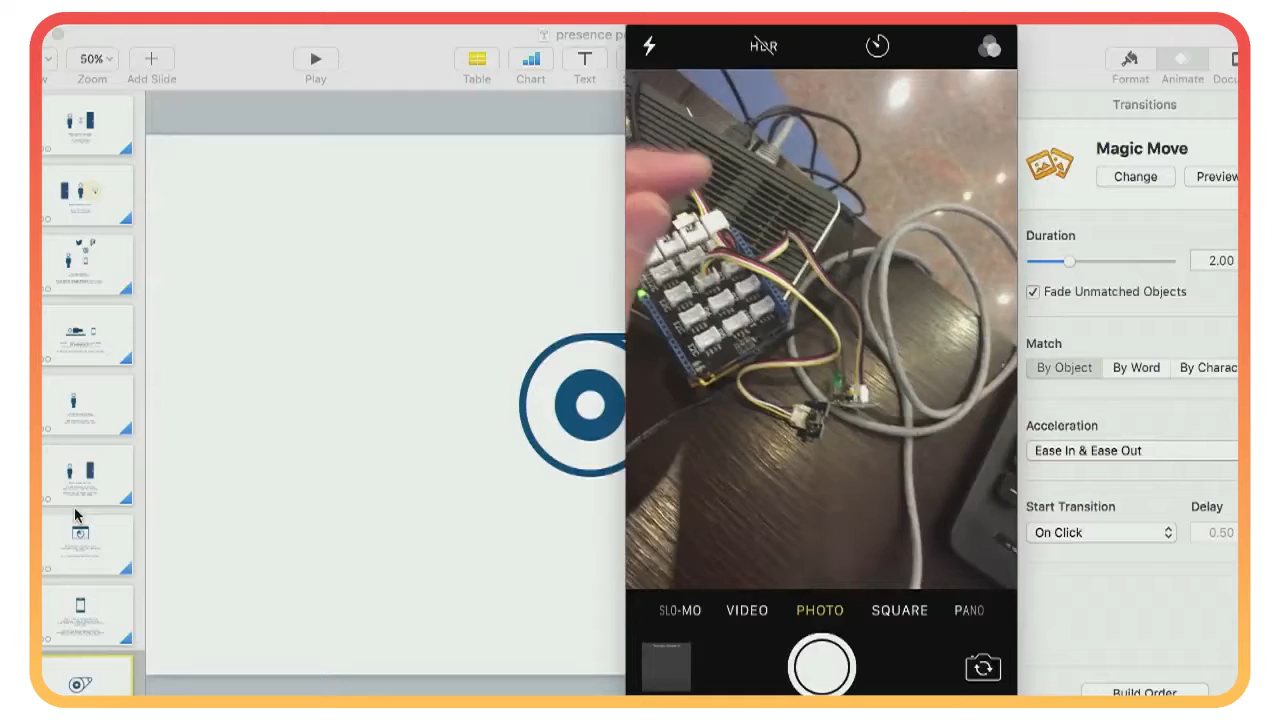 presence p
50%
Zoom
Add Slide
Play
Table
Chart
Text
HDR
Format
Animate
Transitions
Magic Move
Change
Preview
Duration
2.00
Fade Unmatched Objects
Match
By Object
By Word
By Charac
Acceleration
Ease In & Ease Out
Start Transition
Delay
On Click
0.50
SLO-MO
VIDEO
PHOTO
SQUARE
PANO
Build Order